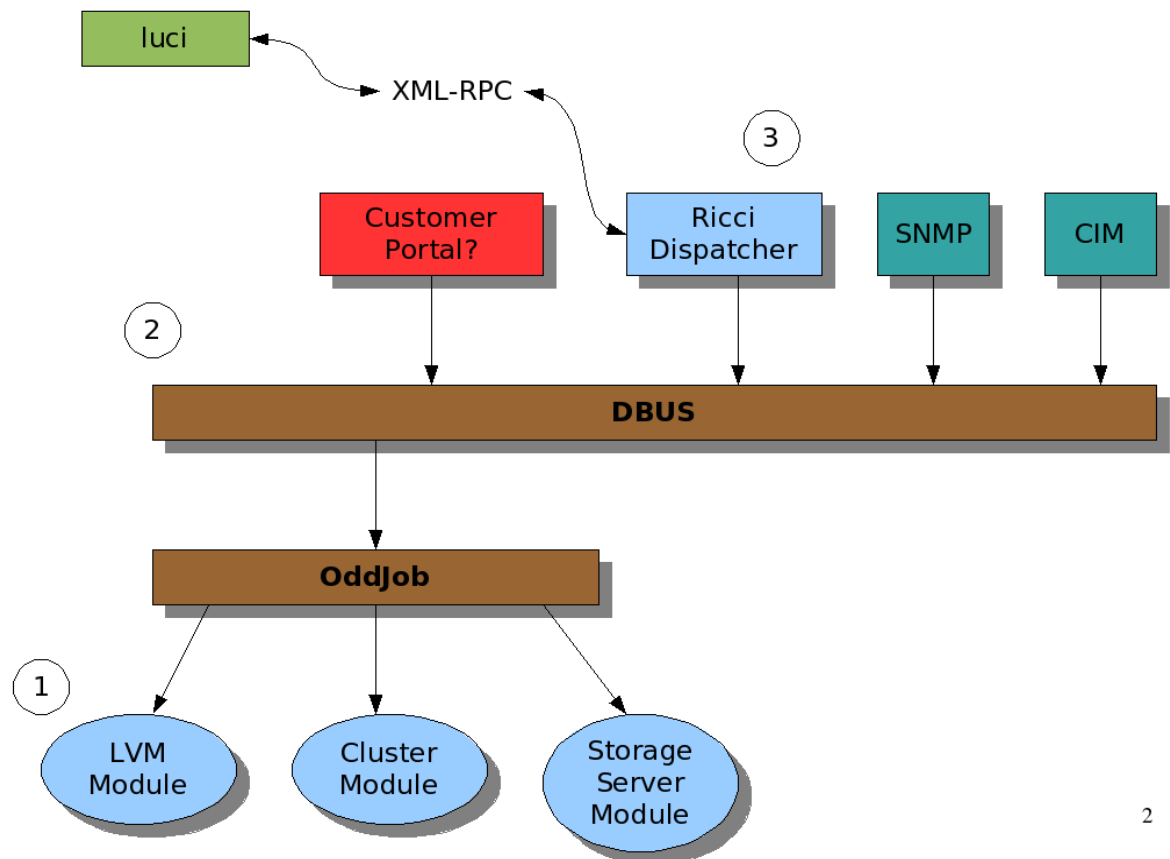 luci
XML-RPC
3
Customer
Portal?
Ricci
Dispatcher
SNMP
CIM
2
DBUS
OddJob
1
LVM
Module
Cluster
Module
Storage
Server
Module
2